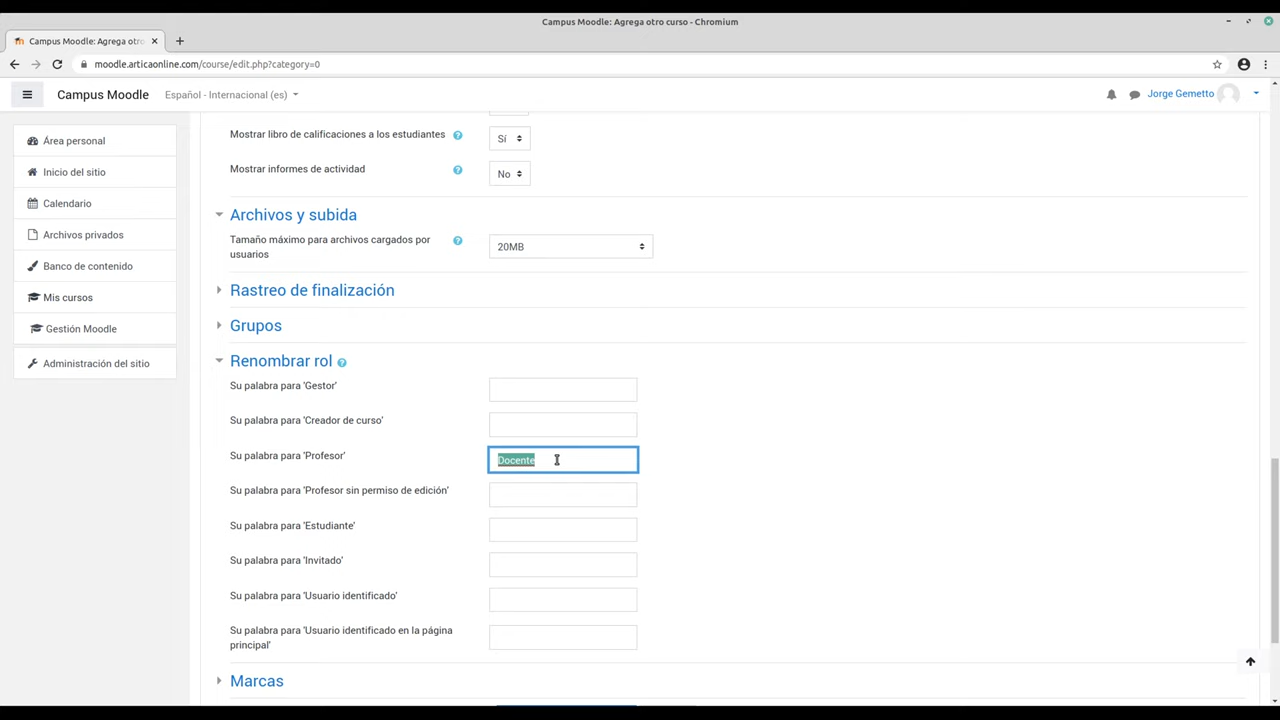 Campus Moodle: Agrega otro curso - Chromium
Campus Moodle: Agrega otro
moodle.articaonline.com/course/edit.php?category=0
Campus Moodle
Español - Internacional (es)
Jorge Gemetto
Área personal
Inicio del sitio
Calendario
Archivos privados
Banco de contenido
Mis cursos
Gestión Moodle
Administración del sitio
Mostrar libro de calificaciones a los estudiantes
Sí
Mostrar informes de actividad
No
Archivos y subida
Tamaño máximo para archivos cargados por
usuarios
20MB
Rastreo de finalización
Grupos
Renombrar rol
Su palabra para 'Gestor'
Su palabra para 'Creador de curso'
Su palabra para 'Profesor'
Docente
Su palabra para 'Profesor sin permiso de edición'
Su palabra para 'Estudiante'
Su palabra para 'Invitado'
Su palabra para 'Usuario identificado'
Su palabra para 'Usuario identificado en la página
principal'
Marcas